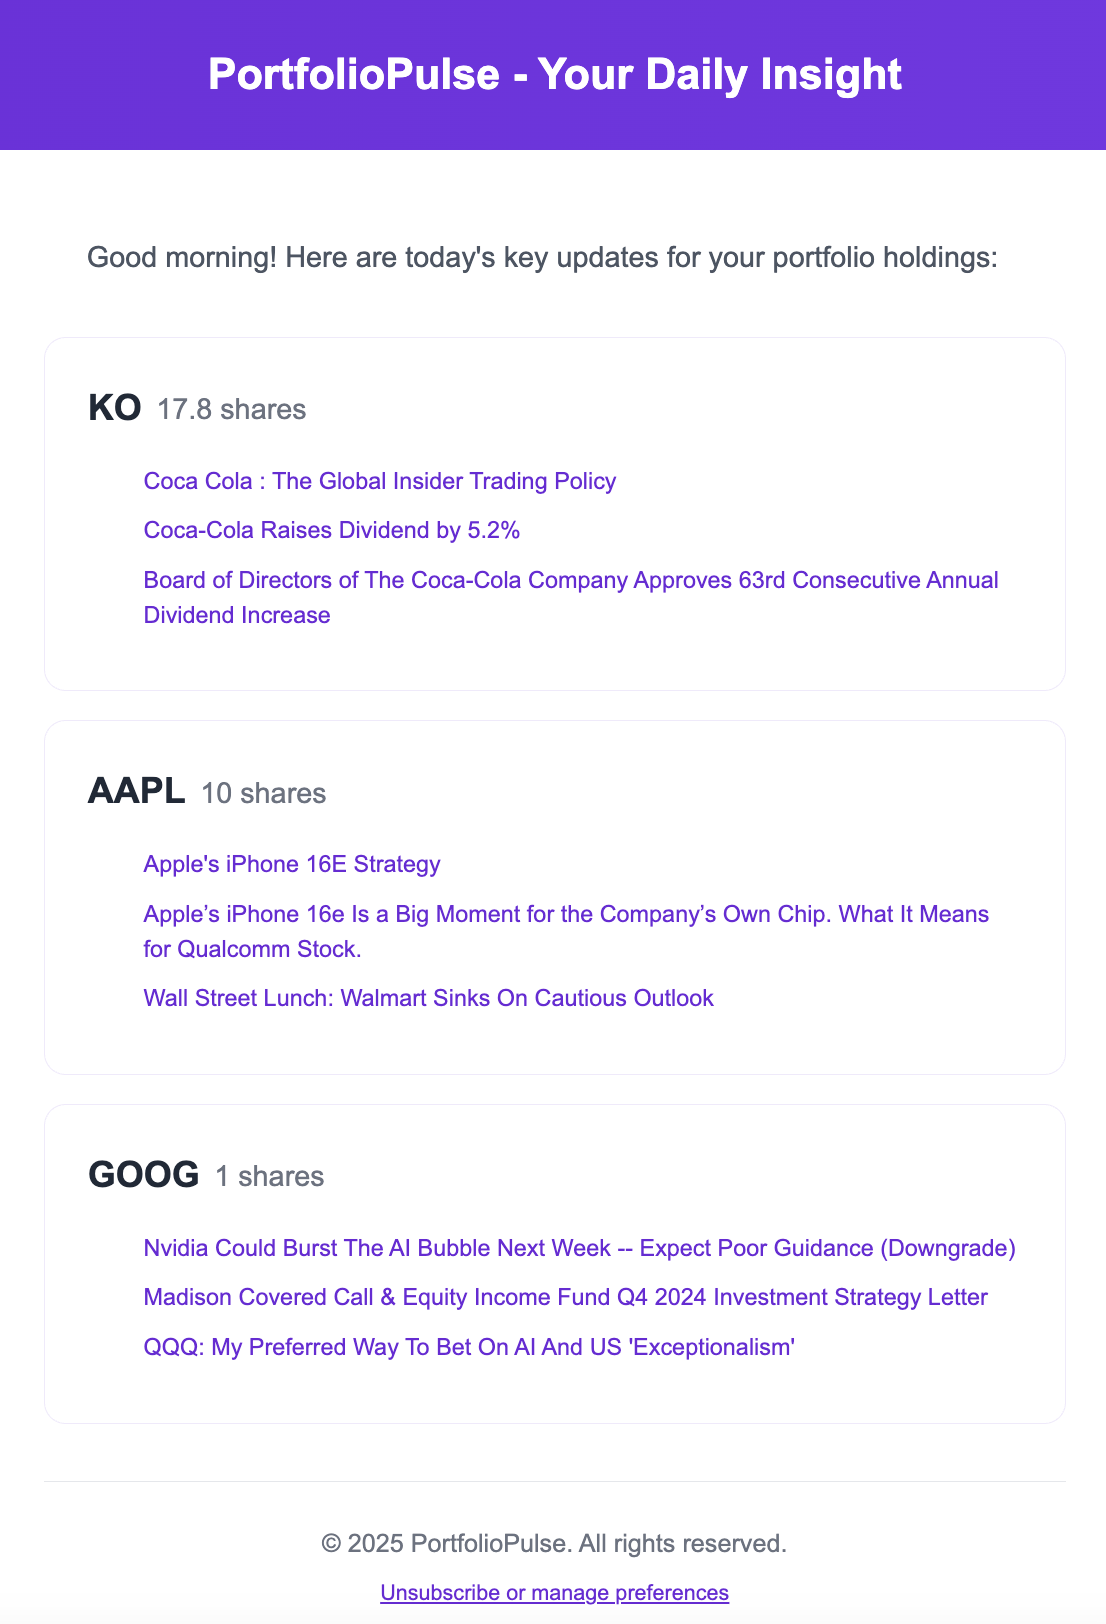 PortfolioPulse - Your Daily Insight
Good morning! Here are today's key updates for your portfolio holdings:
KO 17.8 shares
Coca Cola : The Global Insider Trading Policy
Coca-Cola Raises Dividend by 5.2%
Board of Directors of The Coca-Cola Company Approves 63rd Consecutive Annual
Dividend Increase
AAPL 10 shares
Apple's iPhone 16E Strategy
Apple’s iPhone 16e Is a Big Moment for the Company’s Own Chip. What It Means
for Qualcomm Stock.
Wall Street Lunch: Walmart Sinks On Cautious Outlook
GOOG 1 shares
Nvidia Could Burst The AI Bubble Next Week -- Expect Poor Guidance (Downgrade)
Madison Covered Call & Equity Income Fund Q4 2024 Investment Strategy Letter
QQQ: My Preferred Way To Bet On AI And US 'Exceptionalism'
© 2025 PortfolioPulse. All rights reserved.
Unsubscribe or manage preferences